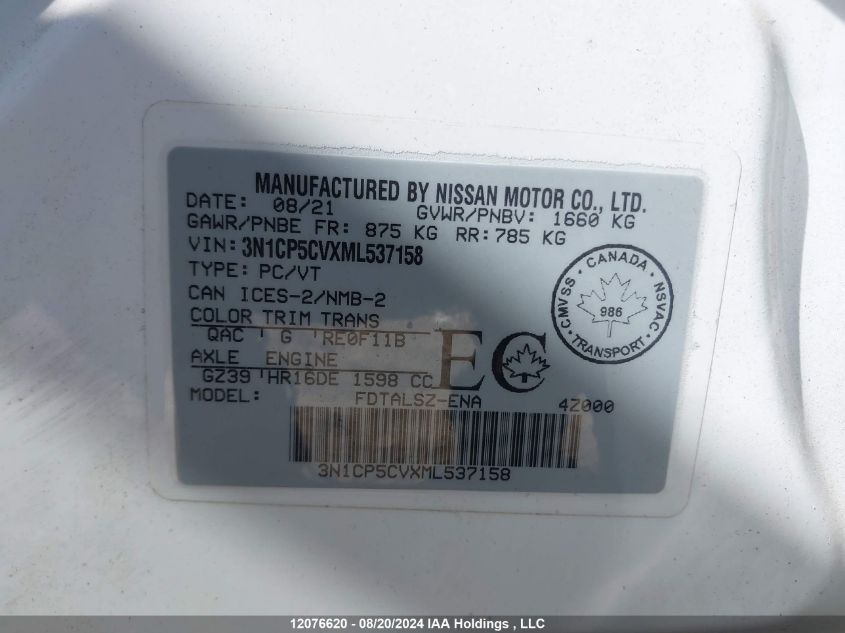 MANUFACTURED BY NISSAN MOTOR CO., LTD.
DATE: 08/21 GVWR/PNBV: 1660 KG
GAWR/PNBE FR: 875 KG RR: 785 KG
VIN: 3N1CP5CVXML537158
TYPE: PC/VT
CAN ICES-2/NMB-2
COLOR TRIM TRANS
QAC G RE0F11B
AXLE ENGINE
GZ39 HR16DE 1598 CC
MODEL: FDTALSZ-ENA 4Z000
EC
CANADA
CMVSS 986 NSVAC
TRANSPORT
3N1CP5CVXML537158
12076620 - 08/20/2024 IAA Holdings , LLC